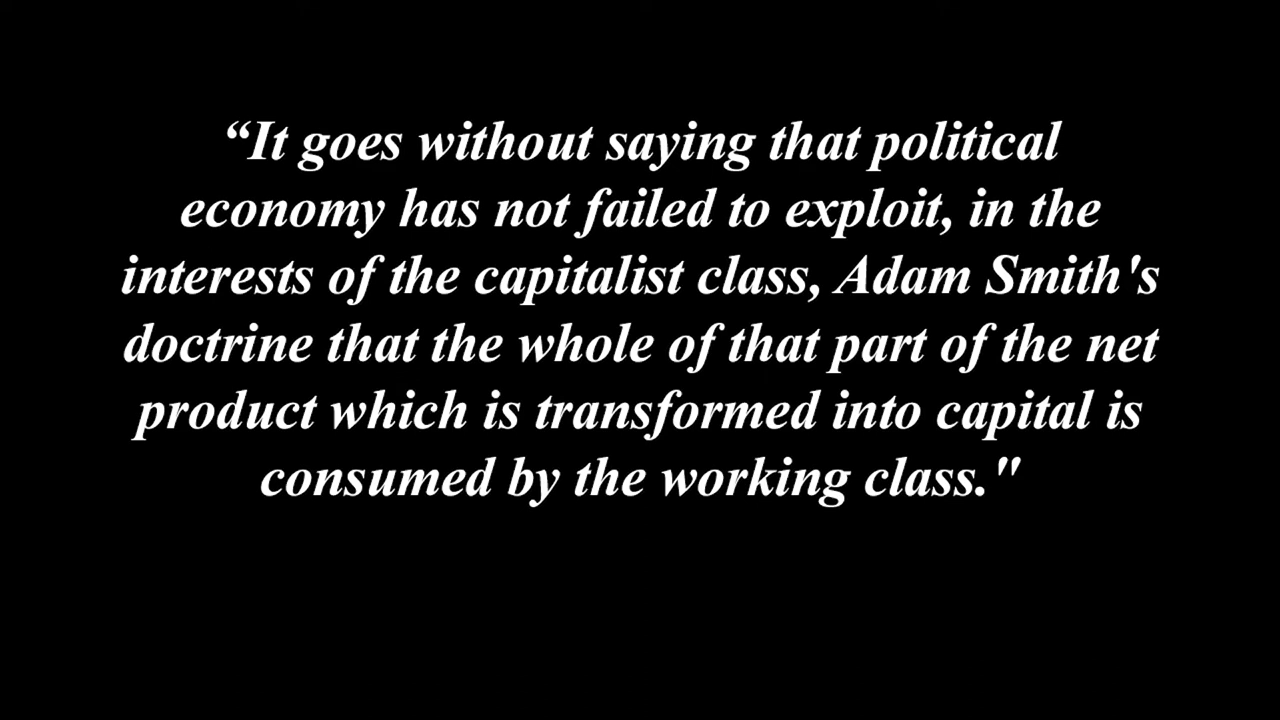 “It goes without saying that political
economy has not failed to exploit, in the
interests of the capitalist class, Adam Smith's
doctrine that the whole of that part of the net
product which is transformed into capital is
consumed by the working class."